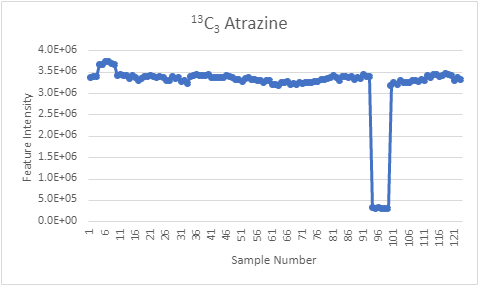 ¹³C₃ Atrazine
4.0E+06
3.5E+06
3.0E+06
2.5E+06
2.0E+06
1.5E+06
1.0E+06
5.0E+05
0.0E+00
Feature Intensity
1 6 11 16 21 26 31 36 41 46 51 56 61 66 71 76 81 86 91 96 101 106 111 116 121
Sample Number